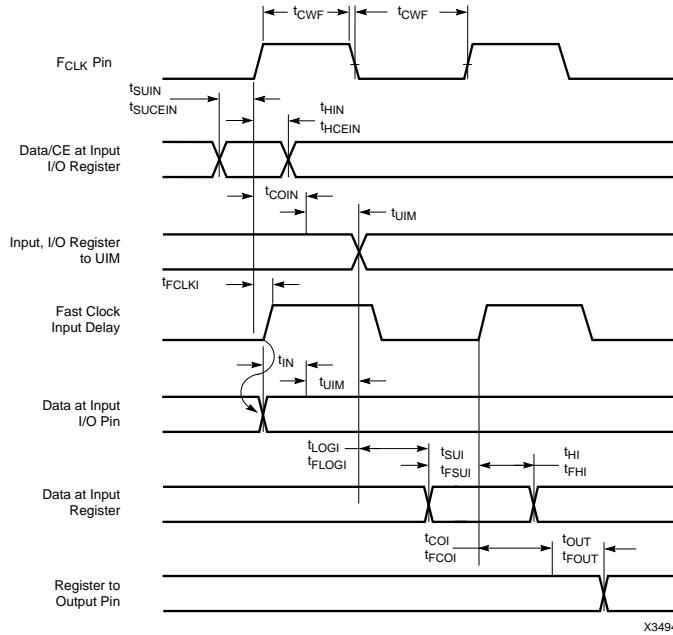 tCWF tCWF
FCLK Pin
tSUIN
tSUCEIN
tHIN
tHCEIN
Data/CE at Input
I/O Register
tCOIN
tUIM
Input, I/O Register
to UIM
tFCLKI
Fast Clock
Input Delay
tIN
tUIM
Data at Input
I/O Pin
tLOGI
tFLOGI
tSUI
tFSUI
tHI
tFHI
Data at Input
Register
tCOI
tFCOI
tOUT
tFOUT
Register to
Output Pin
X3494